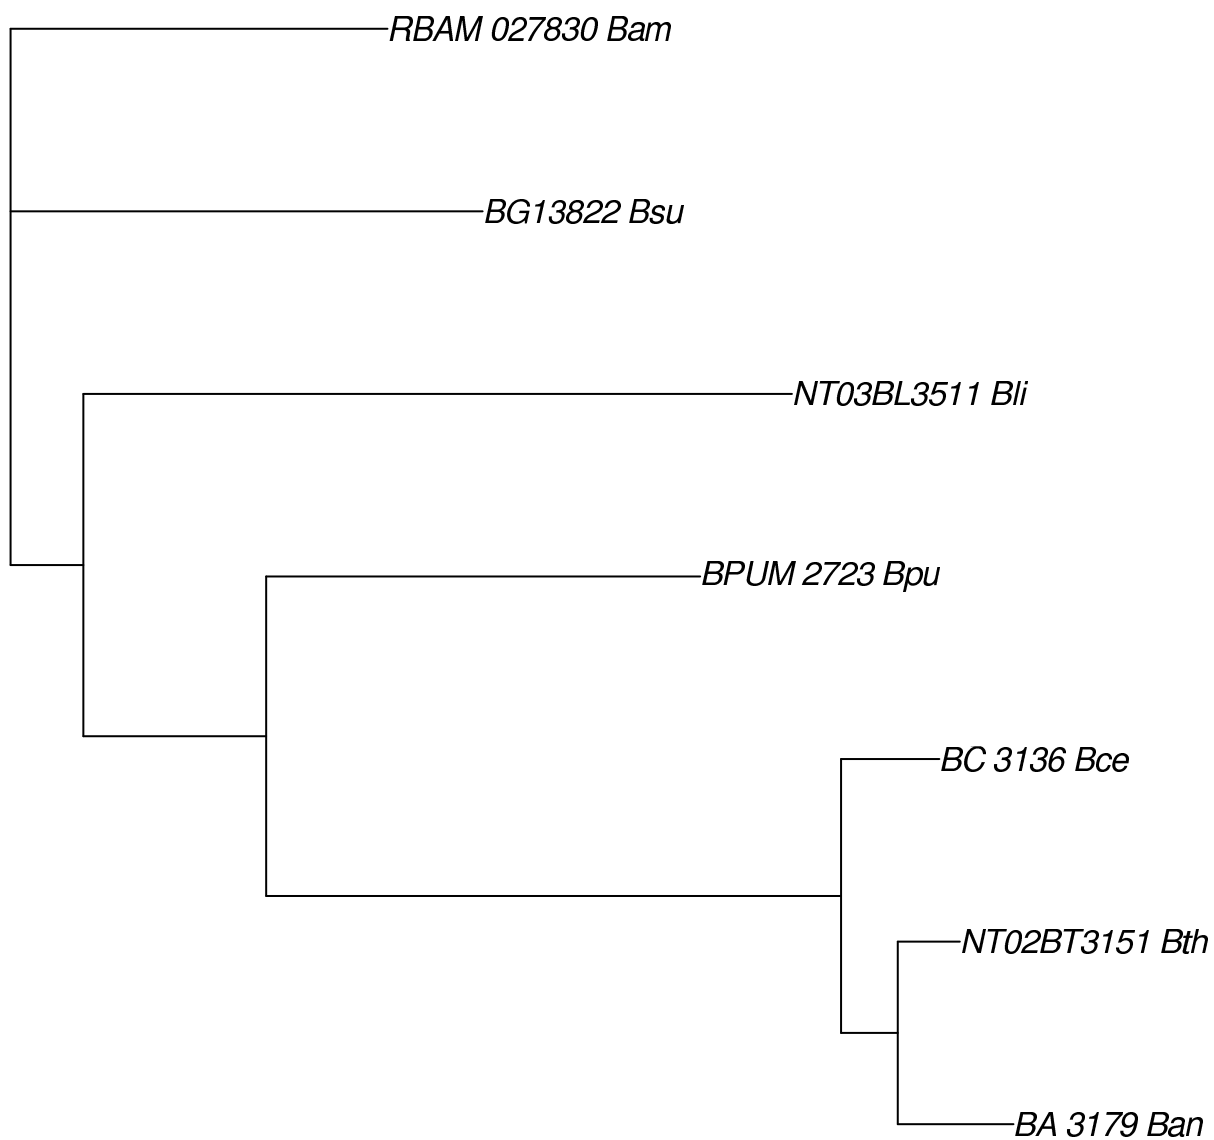 RBAM 027830 Bam
BG13822 Bsu
NT03BL3511 Bli
BPUM 2723 Bpu
BC 3136 Bce
NT02BT3151 Bth
BA 3179 Ban